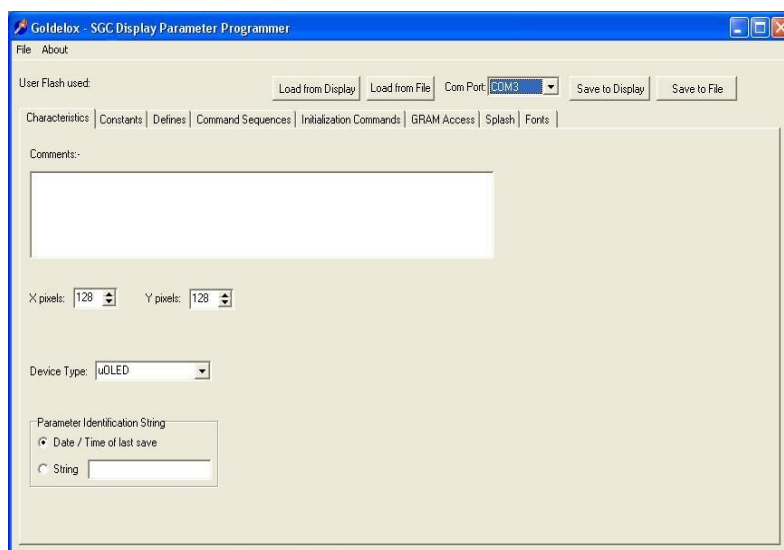 Goldelox - SGC Display Parameter Programmer
File About
User Flash used: Load from Display Load from File Com Port COM3 Save to Display Save to File
Characteristics Constants Defines Command Sequences Initialization Commands GRAM Access Splash Fonts
Comments:-
X pixels: 128 Y pixels: 128
Device Type: uOLED
Parameter Identification String
Date / Time of last save
String